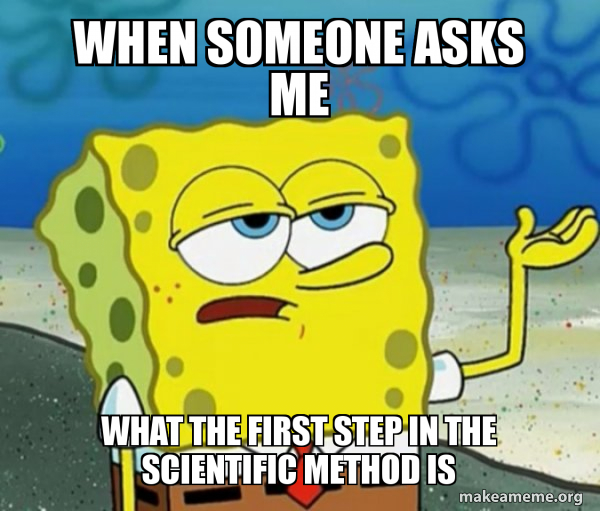 WHEN SOMEONE ASKS
ME
WHAT THE FIRST STEP IN THE
SCIENTIFIC METHOD IS
makeameme.org